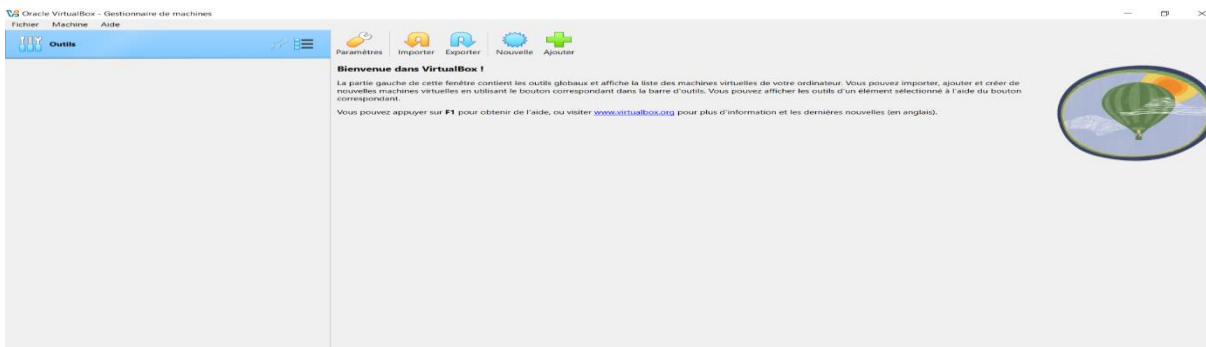 Oracle VirtualBox - Gestionnaire de machines
Fichier Machine Aide
Outils
Paramètres Importer Exporter Nouvelle Ajouter
Bienvenue dans VirtualBox !
La partie gauche de cette fenêtre contient les outils globaux et affiche la liste des machines virtuelles de votre ordinateur. Vous pouvez importer, ajouter et créer de
nouvelles machines virtuelles en utilisant le bouton correspondant dans la barre d'outils. Vous pouvez afficher les outils d'un élément sélectionné à l'aide du bouton
correspondant.
Vous pouvez appuyer sur F1 pour obtenir de l'aide, ou visiter www.virtualbox.org pour plus d'information et les dernières nouvelles (en anglais).